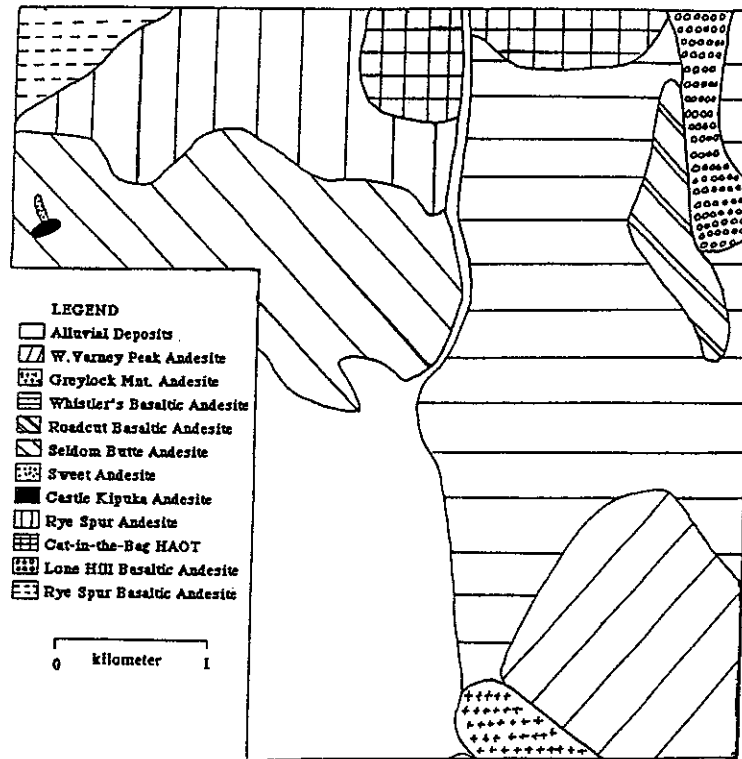 LEGEND
Alluvial Deposits
W. Varney Peak Andesite
Greylock Mnt. Andesite
Whistler's Basaltic Andesite
Roadcut Basaltic Andesite
Seldom Butte Andesite
Sweet Andesite
Castle Kipuka Andesite
Rye Spur Andesite
Cat-in-the-Bag HAOT
Lone Hill Basaltic Andesite
Rye Spur Basaltic Andesite
0 kilometer 1